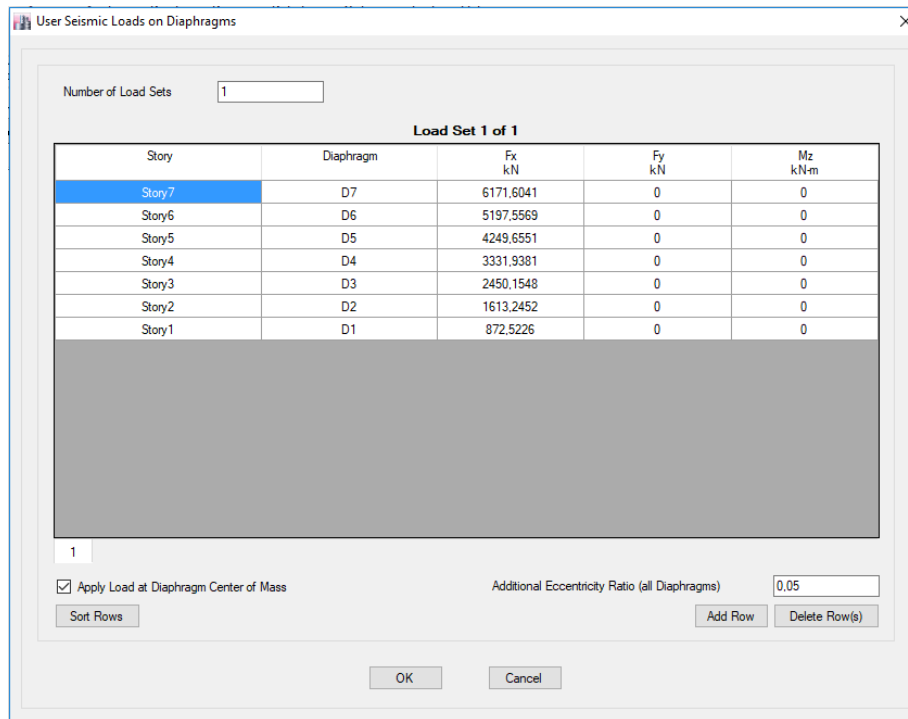 User Seismic Loads on Diaphragms
Number of Load Sets 1
Load Set 1 of 1
Story Diaphragm Fx kN Fy kN Mz kN-m
Story7 D7 6171,6041 0 0
Story6 D6 5197,5569 0 0
Story5 D5 4249,6551 0 0
Story4 D4 3331,9381 0 0
Story3 D3 2450,1548 0 0
Story2 D2 1613,2452 0 0
Story1 D1 872,5226 0 0
1
Apply Load at Diaphragm Center of Mass Additional Eccentricity Ratio (all Diaphragms) 0,05
Sort Rows Add Row Delete Row(s)
OK Cancel